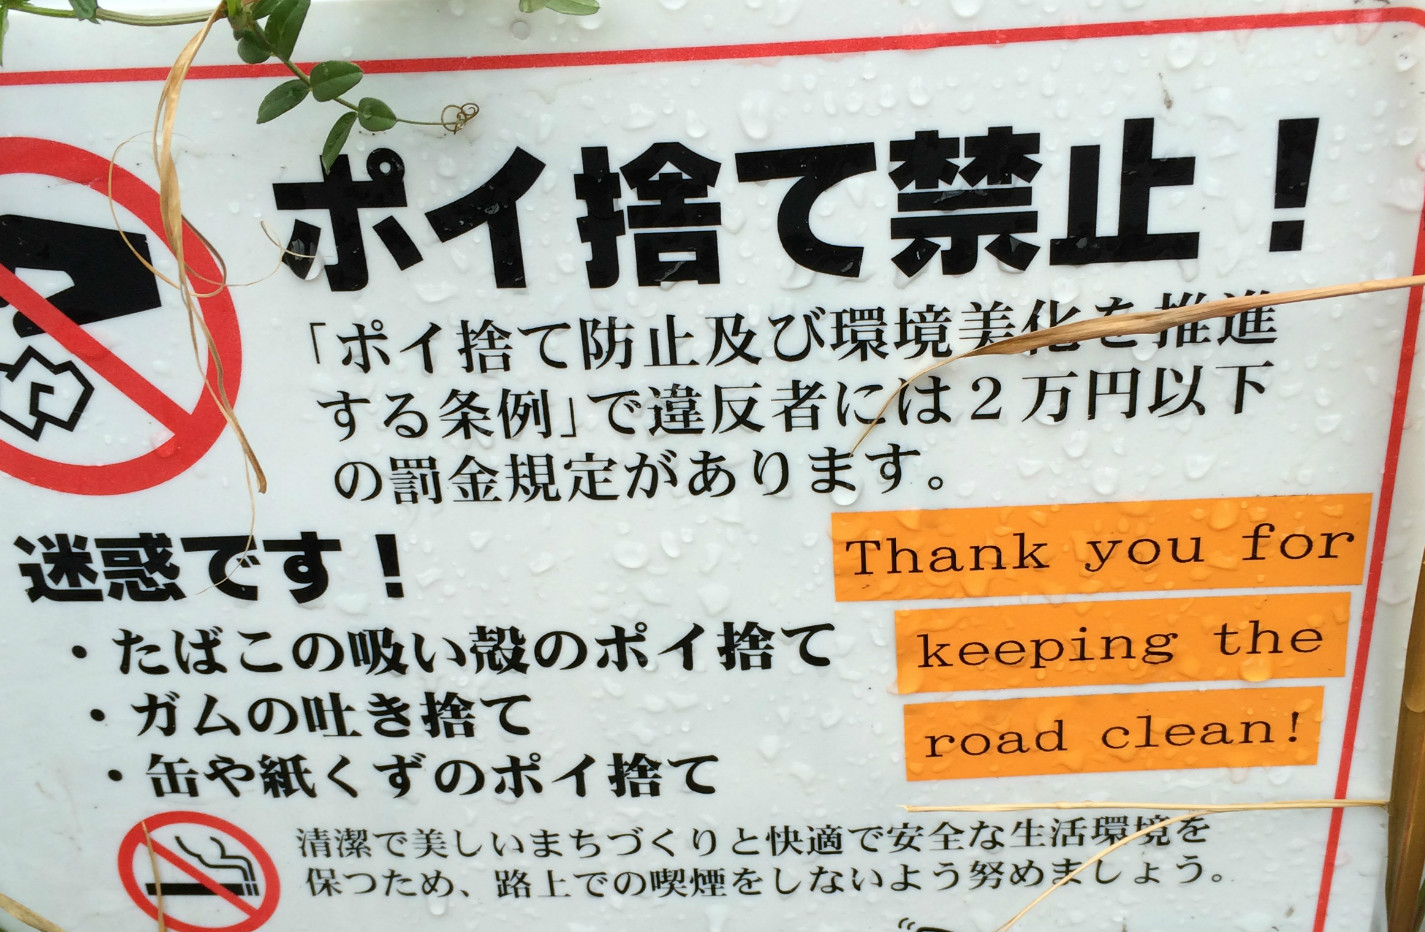 ポイ捨て禁止！
「ポイ捨て防止及び環境美化を推進
する条例」で違反者には２万円以下
の罰金規定があります。
迷惑です！
・たばこの吸い殻のポイ捨て
・ガムの吐き捨て
・缶や紙くずのポイ捨て
Thank you for
keeping the
road clean!
清潔で美しいまちづくりと快適で安全な生活環境を
保つため、路上での喫煙をしないよう努めましょう。